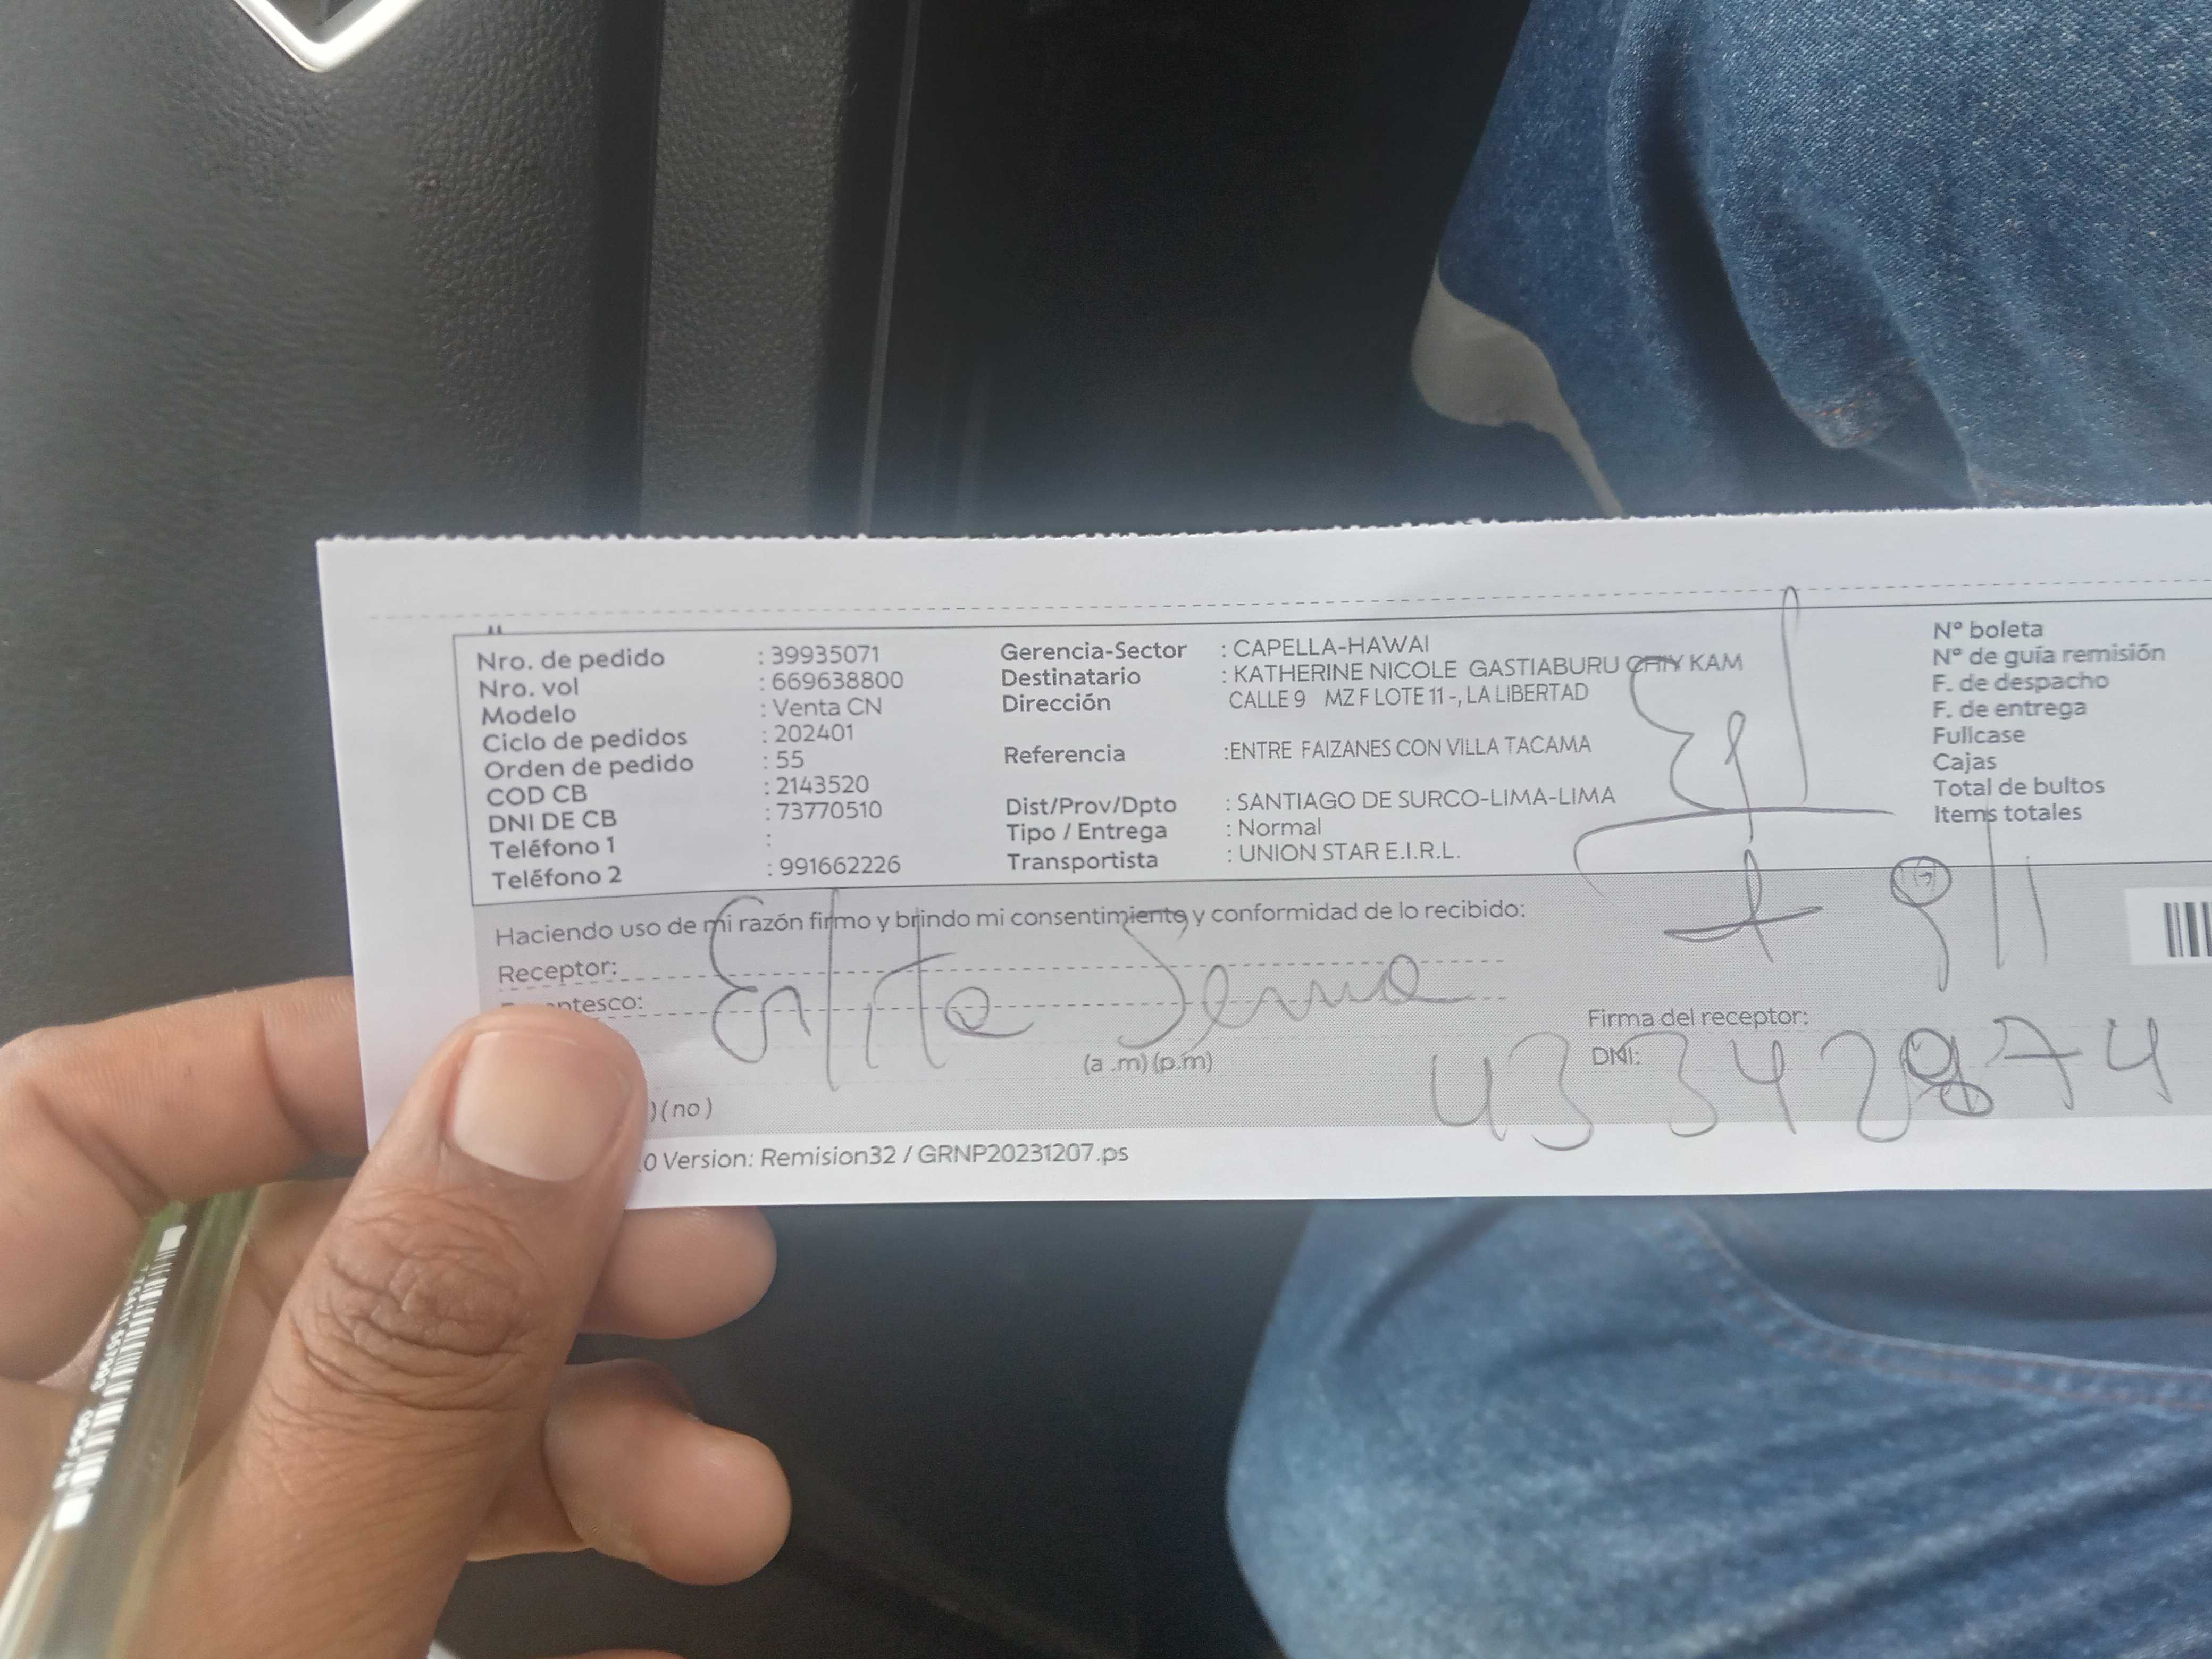 Nro. de pedido : 39935071
Nro. vol : 669638800
Modelo : Venta CN
Ciclo de pedidos : 202401
Orden de pedido : 55
COD CB : 2143520
DNI DE CB : 73770510
Teléfono 1 :
Teléfono 2 : 991662226
Gerencia-Sector : CAPELLA-HAWAI
Destinatario : KATHERINE NICOLE GASTIABURU CHIY KAM
Dirección CALLE 9 MZ F LOTE 11 -, LA LIBERTAD
Referencia :ENTRE FAIZANES CON VILLA TACAMA
Dist/Prov/Dpto : SANTIAGO DE SURCO-LIMA-LIMA
Tipo / Entrega : Normal
Transportista : UNION STAR E.I.R.L.
Nº boleta
Nº de guía remisión
F. de despacho
F. de entrega
Fullcase
Cajas
Total de bultos
Items totales
Haciendo uso de mi razón firmo y brindo mi consentimiento y conformidad de lo recibido:
Receptor:
ntesco:
(a .m) (p.m)
Firma del receptor:
DNI:
)(no)
.0 Version: Remision32 / GRNP20231207.ps